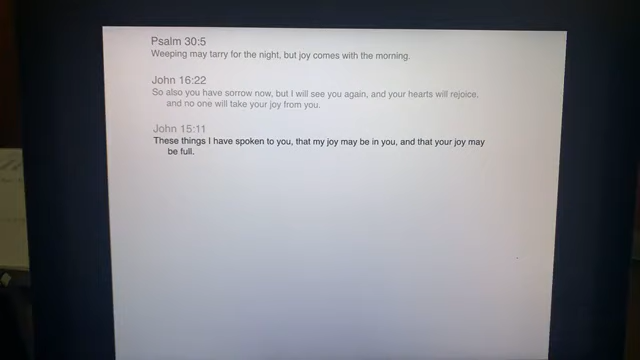 Psalm 30:5
Weeping may tarry for the night, but joy comes with the morning.
John 16:22
So also you have sorrow now, but I will see you again, and your hearts will rejoice,
and no one will take your joy from you.
John 15:11
These things I have spoken to you, that my joy may be in you, and that your joy may
be full.